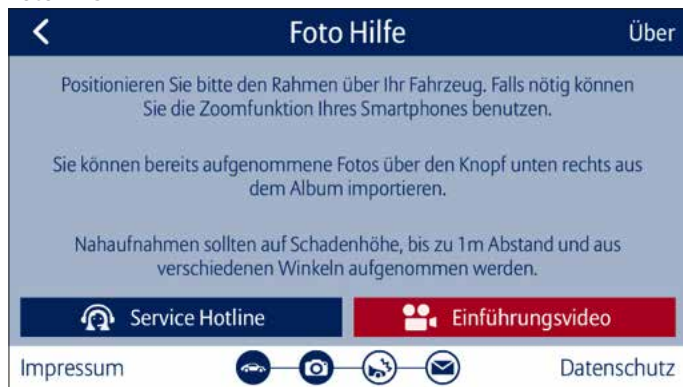 Foto Hilfe
Über
Positionieren Sie bitte den Rahmen über Ihr Fahrzeug. Falls nötig können
Sie die Zoomfunktion Ihres Smartphones benutzen.
Sie können bereits aufgenommene Fotos über den Knopf unten rechts aus
dem Album importieren.
Nahaufnahmen sollten auf Schadenhöhe, bis zu 1m Abstand und aus
verschiedenen Winkeln aufgenommen werden.
Service Hotline
Einführungsvideo
Impressum
Datenschutz